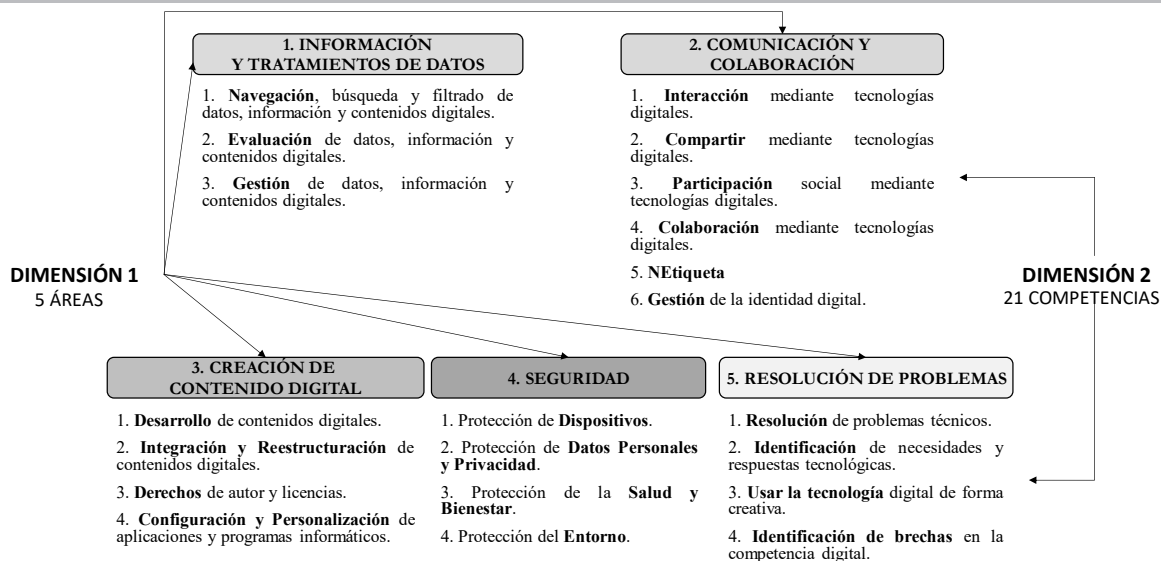 1. INFORMACIÓN
Y TRATAMIENTOS DE DATOS
1. Navegación, búsqueda y filtrado de
datos, información y contenidos digitales.
2. Evaluación de datos, información y
contenidos digitales.
3. Gestión de datos, información y
contenidos digitales.
2. COMUNICACIÓN Y
COLABORACIÓN
1. Interacción mediante tecnologías
digitales.
2. Compartir mediante tecnologías
digitales.
3. Participación social mediante
tecnologías digitales.
4. Colaboración mediante tecnologías
digitales.
5. NEtiqueta
6. Gestión de la identidad digital.
DIMENSIÓN 1
5 ÁREAS
DIMENSIÓN 2
21 COMPETENCIAS
3. CREACIÓN DE
CONTENIDO DIGITAL
1. Desarrollo de contenidos digitales.
2. Integración y Reestructuración de
contenidos digitales.
3. Derechos de autor y licencias.
4. Configuración y Personalización de
aplicaciones y programas informáticos.
4. SEGURIDAD
1. Protección de Dispositivos.
2. Protección de Datos Personales
y Privacidad.
3. Protección de la Salud y
Bienestar.
4. Protección del Entorno.
5. RESOLUCIÓN DE PROBLEMAS
1. Resolución de problemas técnicos.
2. Identificación de necesidades y
respuestas tecnológicas.
3. Usar la tecnología digital de forma
creativa.
4. Identificación de brechas en la
competencia digital.